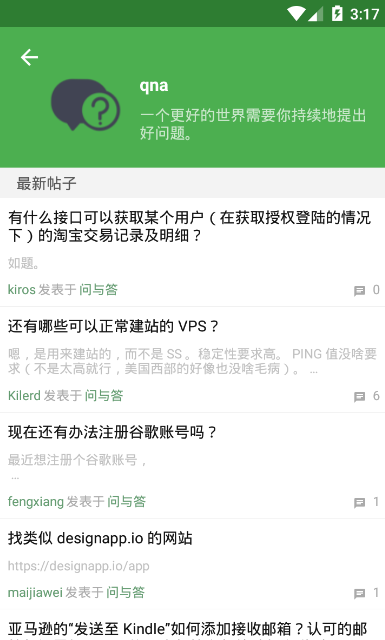 3:17
qna
一个更好的世界需要你持续地提出
好问题。
最新帖子
有什么接口可以获取某个用户（在获取授权登陆的情况
下）的淘宝交易记录及明细？
如题。
kiros 发表于 问与答 0
还有哪些可以正常建站的 VPS？
嗯，是用来建站的，而不是 SS 。稳定性要求高。 PING 值没啥要
求（不是太高就行，美国西部的好像也没啥毛病）。 ...
Kilerd 发表于 问与答 6
现在还有办法注册谷歌账号吗？
最近想注册个谷歌账号，
...
fengxiang 发表于 问与答 1
找类似 designapp.io 的网站
https://designapp.io/app
maijiawei 发表于 问与答 1
亚马逊的“发送至 Kindle”如何添加接收邮箱？认可的邮